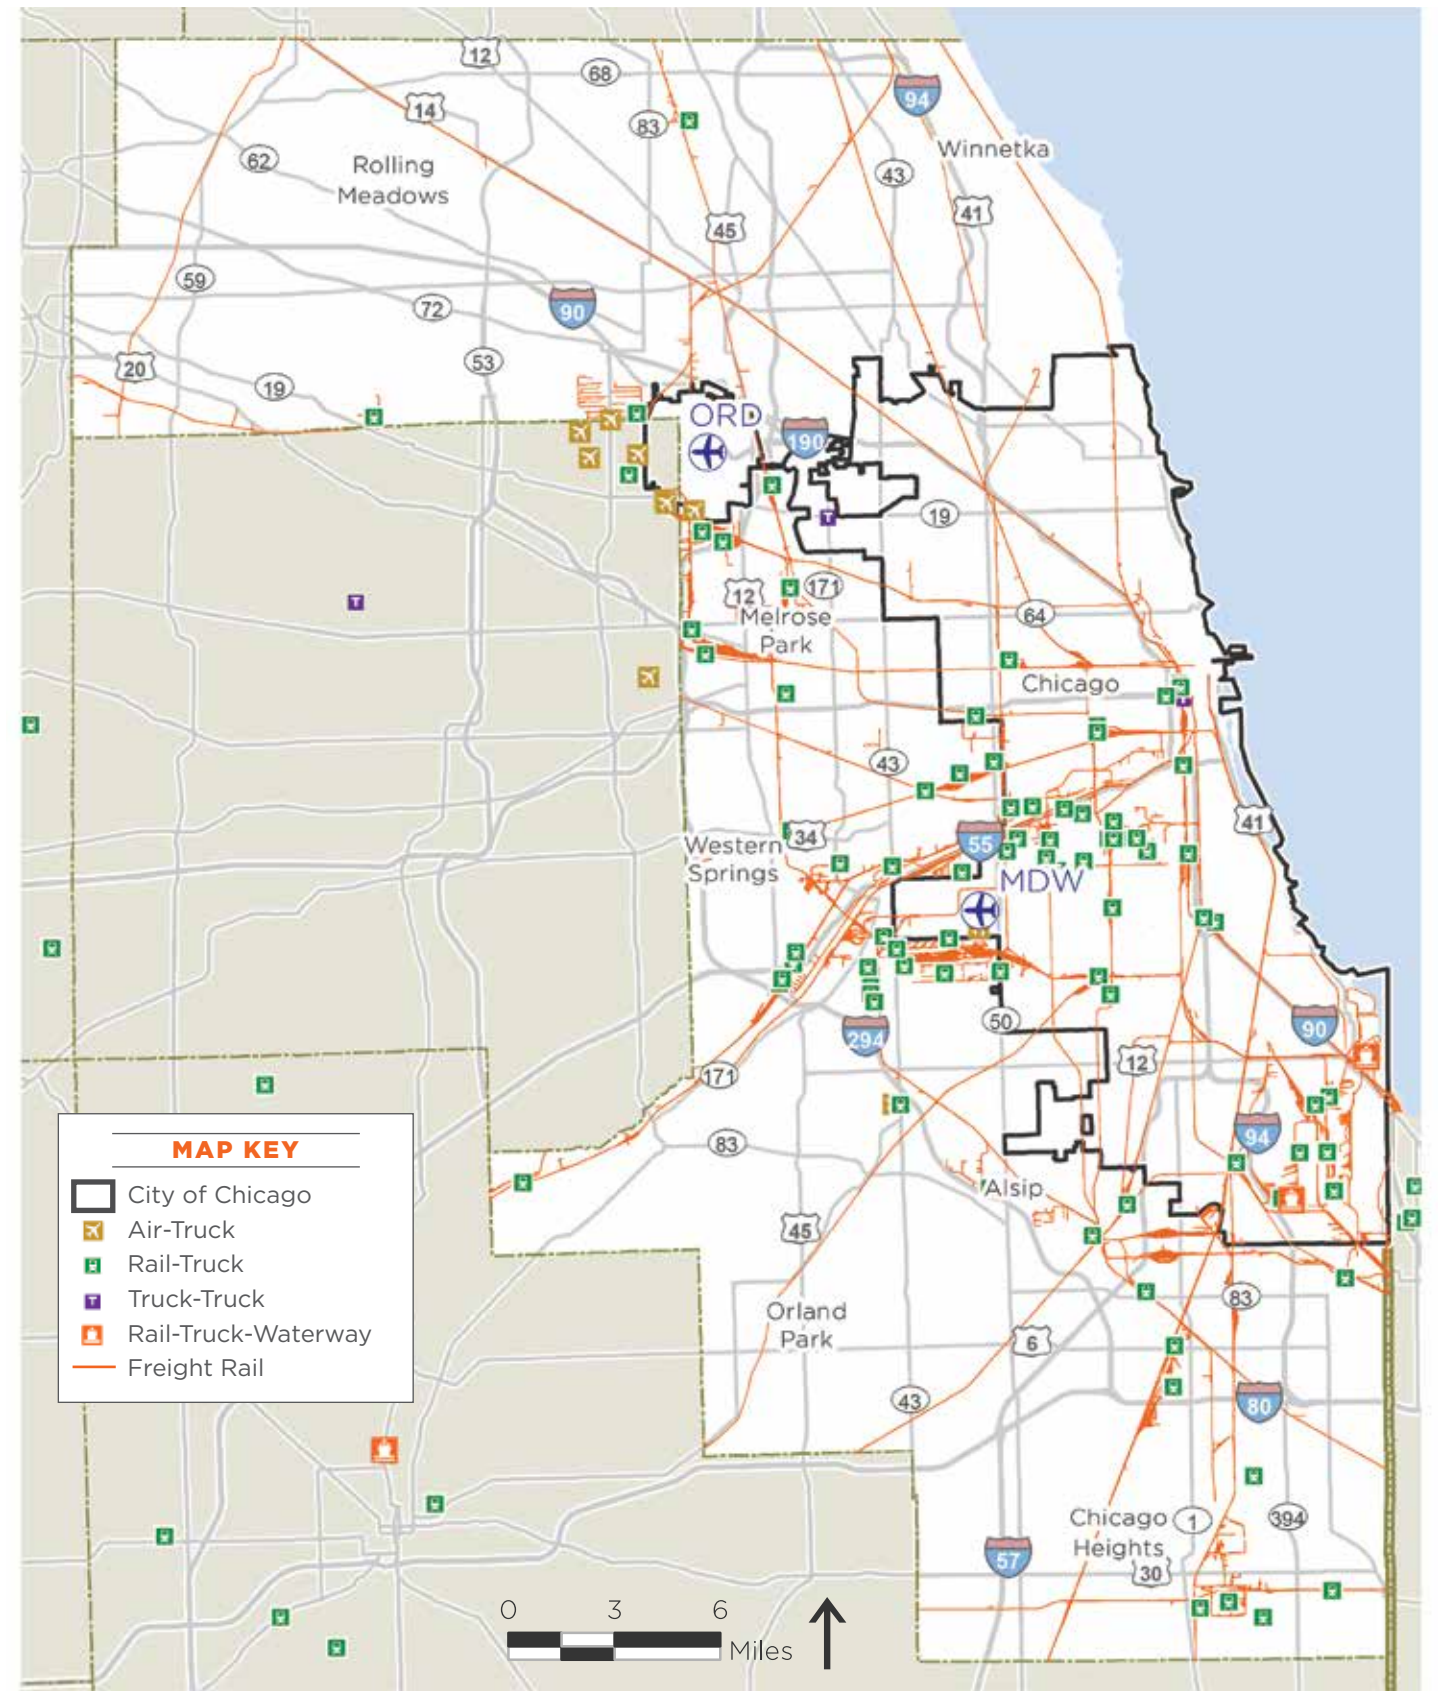 12
68
94
14
83
Winnetka
62
Rolling
Meadows
43
41
45
59
72
90
20
53
19
ORD
190
19
T
T
12
171
64
Melrose
Park
Chicago
43
34
41
55
Western
Springs
MDW
50
90
294
12
171
94
83
Alsip
MAP KEY
City of Chicago
Air-Truck
Rail-Truck
T
Truck-Truck
Rail-Truck-Waterway
Freight Rail
45
83
Orland
Park
6
43
80
Chicago
Heights
1
394
57
30
0
3
6
Miles